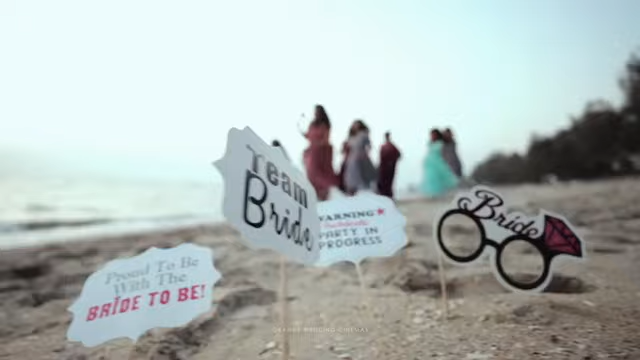 Team
Bride
WARNING
PARTY IN
PROGRESS
Bride
Proud To Be
With The
BRIDE TO BE!